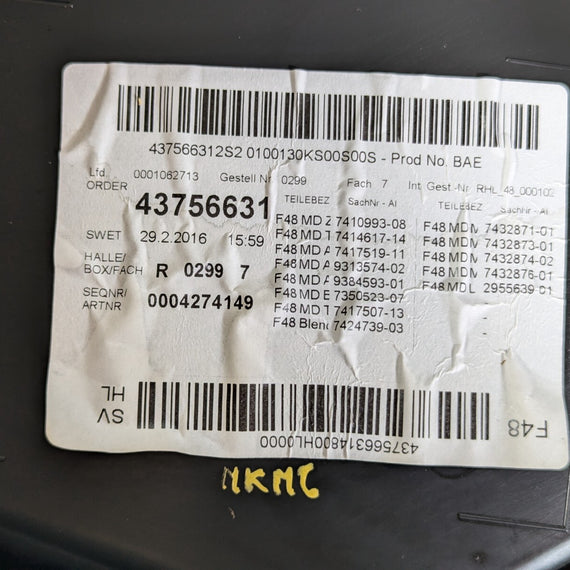 437566312S2 0100130KS00S00S - Prod No. BAE
Lfd. ORDER 0001062713 Gestell Nr 0299 Fach 7 Int Gest-Nr RHL_48_000102
43756631
SWET 29.2.2016 15:59
HALLE/ BOX/FACH R 0299 7
SEQNR/ ARTNR 0004274149
TEILEBEZ SachNr - AI
F48 MD Z 7410993-08
F48 MD T 7414617-14
F48 MD A 7417519-11
F48 MD A 9313574-02
F48 MD A 9384593-01
F48 MD E 7350523-07
F48 MD T 7417507-13
F48 Blen 7424739-03
TEILEBEZ SachNr - AI
F48 MDM 7432871-01
F48 MDM 7432873-01
F48 MDM 7432874-02
F48 MDM 7432876-01
F48 MDL 2955639-01
SV
HL
F48
437566314800HL0000
MKMC